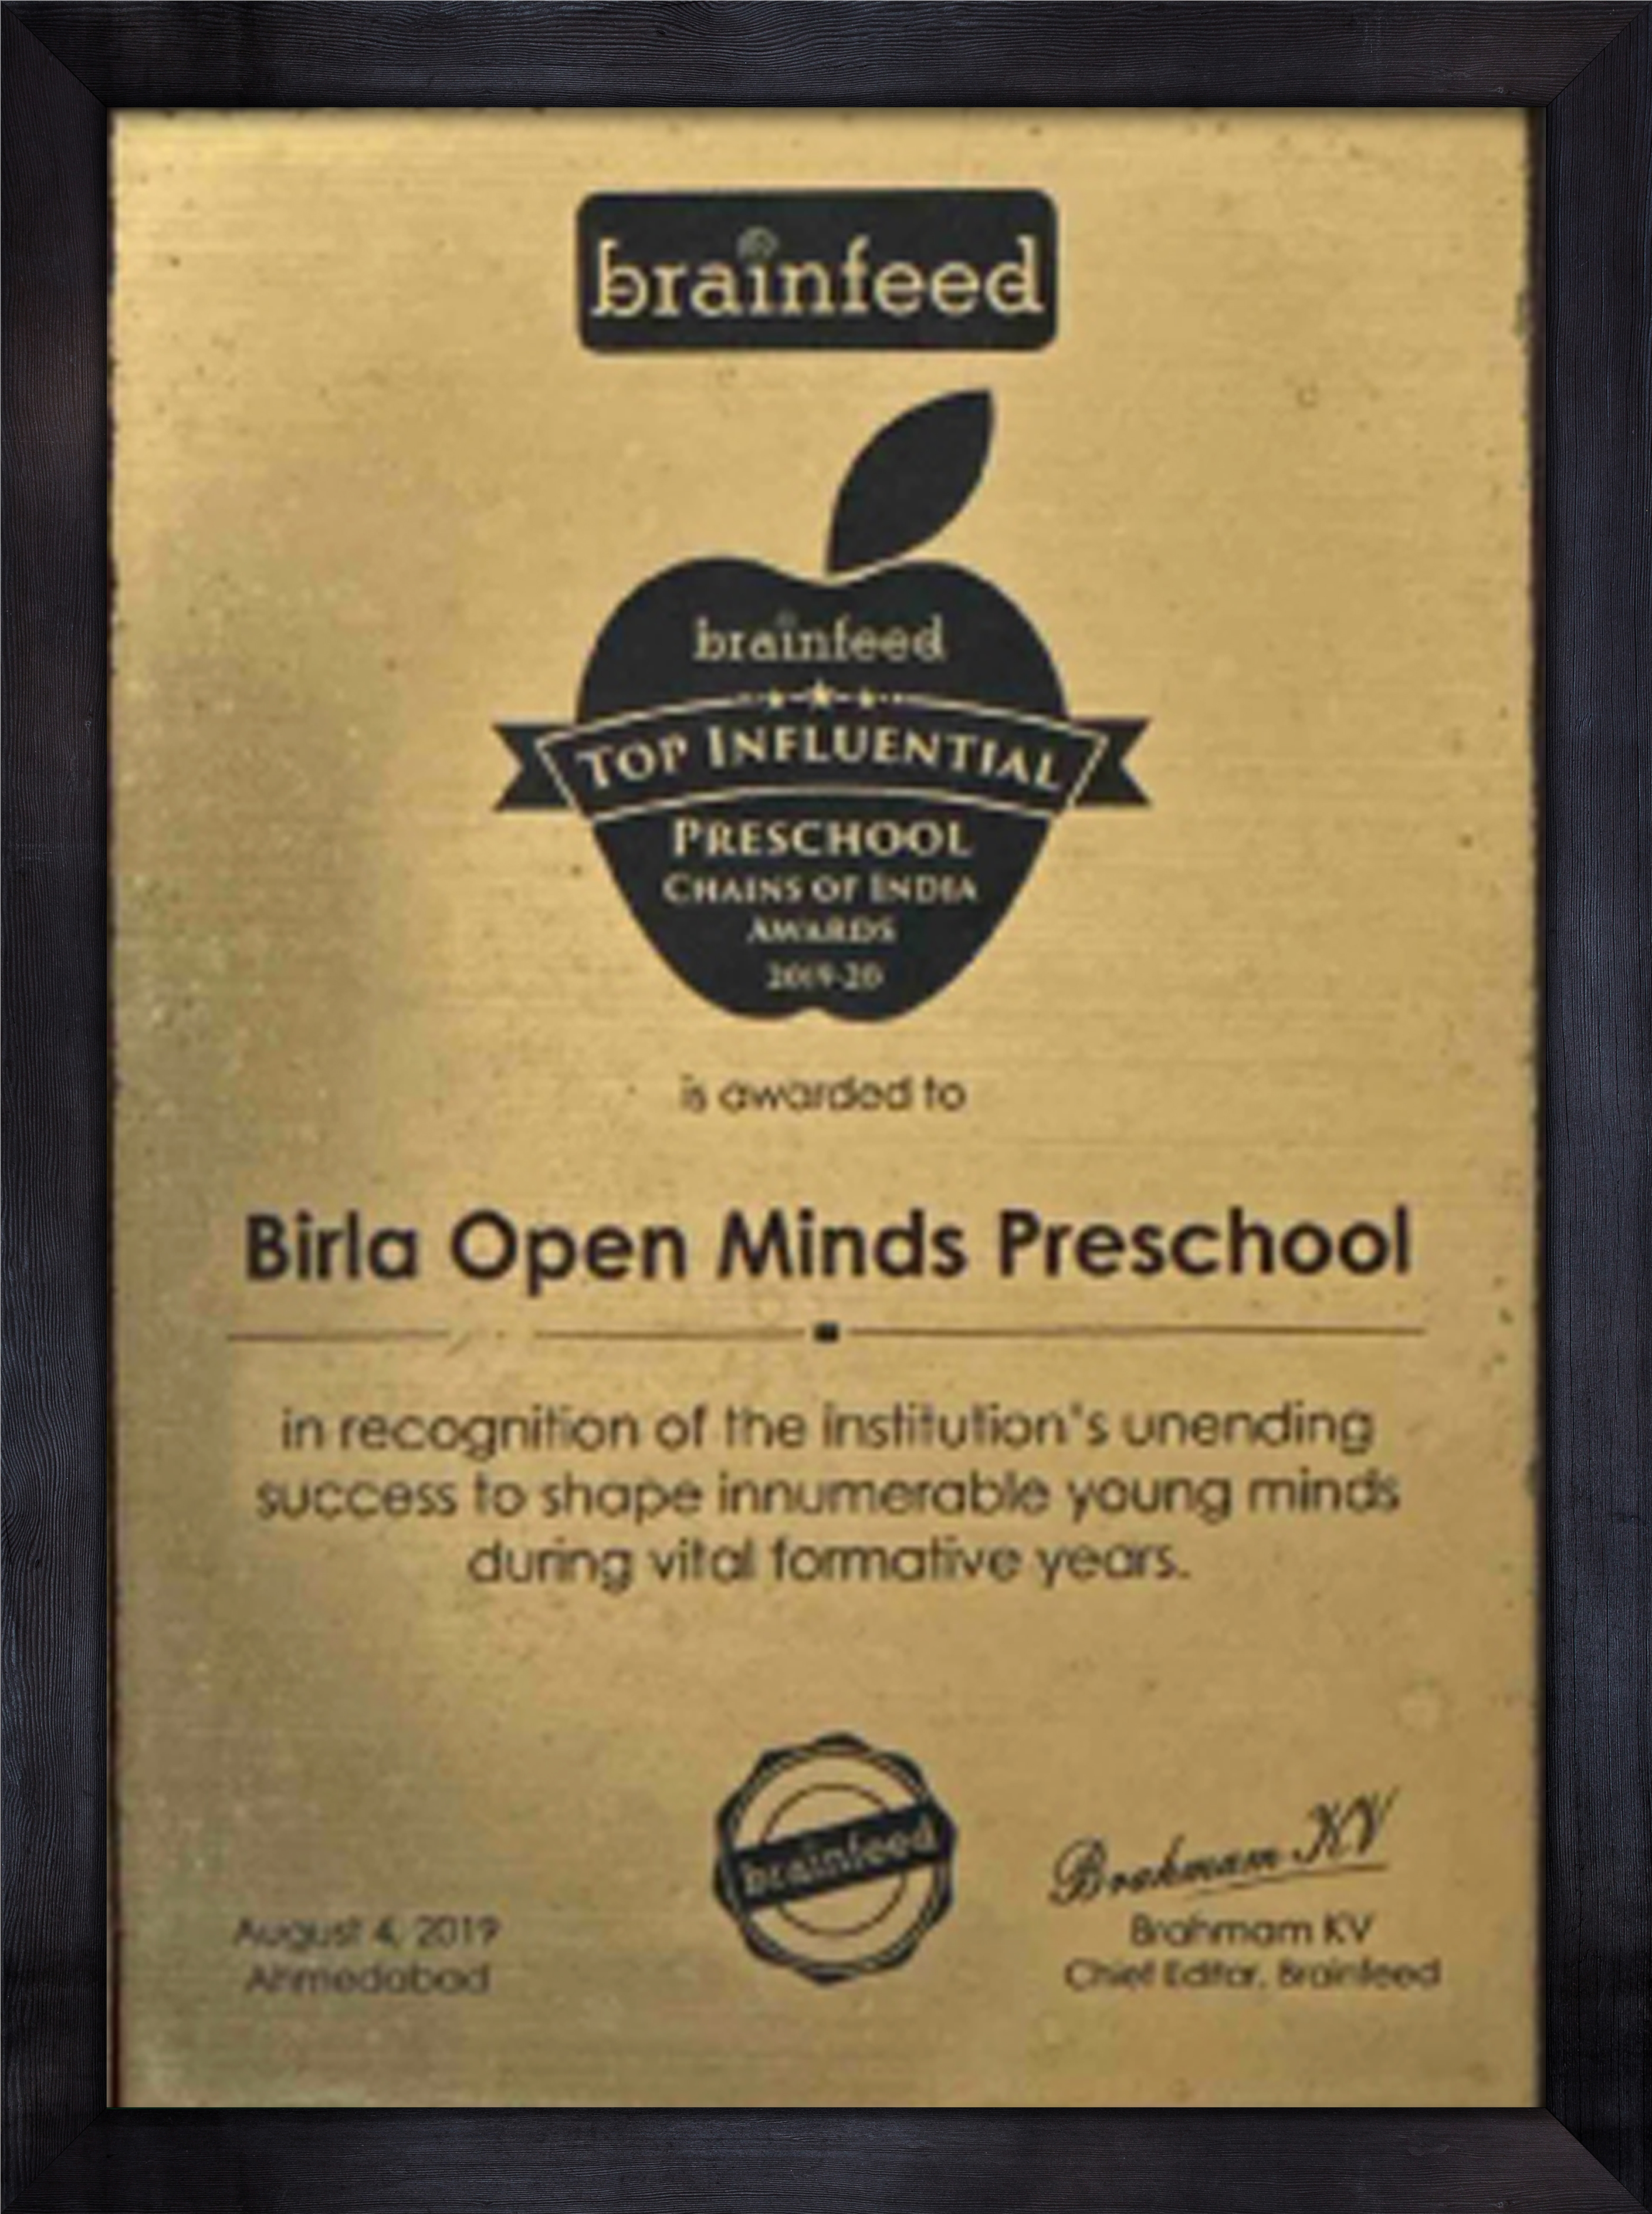 brainfeed
brainfeed
TOP INFLUENTIAL
PRESCHOOL
CHAINS OF INDIA
AWARDS
2019-20
is awarded to
Birla Open Minds Preschool
in recognition of the institution's unending
success to shape innumerable young minds
during vital formative years.
brainfeed
Brahmam KV
August 4, 2019
Ahmedabad
Brahmam KV
Chief Editor, Brainfeed